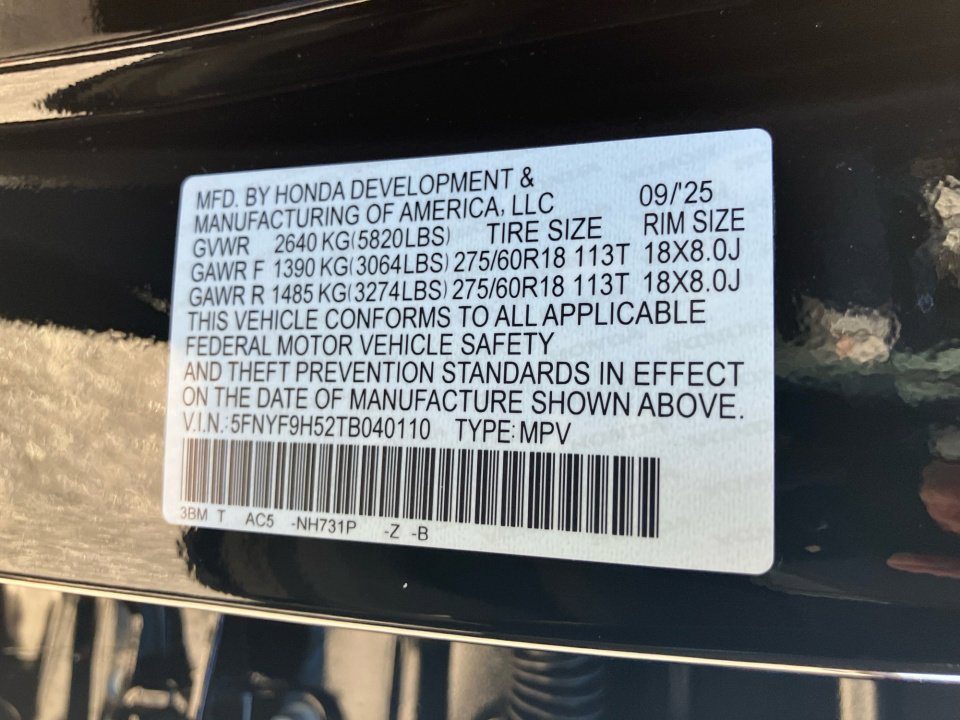 MFD. BY HONDA DEVELOPMENT &
MANUFACTURING OF AMERICA, LLC 09/'25
GVWR 2640 KG(5820LBS) TIRE SIZE RIM SIZE
GAWR F 1390 KG(3064LBS) 275/60R18 113T 18X8.0J
GAWR R 1485 KG(3274LBS) 275/60R18 113T 18X8.0J
THIS VEHICLE CONFORMS TO ALL APPLICABLE
FEDERAL MOTOR VEHICLE SAFETY
AND THEFT PREVENTION STANDARDS IN EFFECT
ON THE DATE OF MANUFACTURE SHOWN ABOVE.
V.I.N.:5FNYF9H52TB040110 TYPE:MPV
3BM T AC5 -NH731P -Z -B